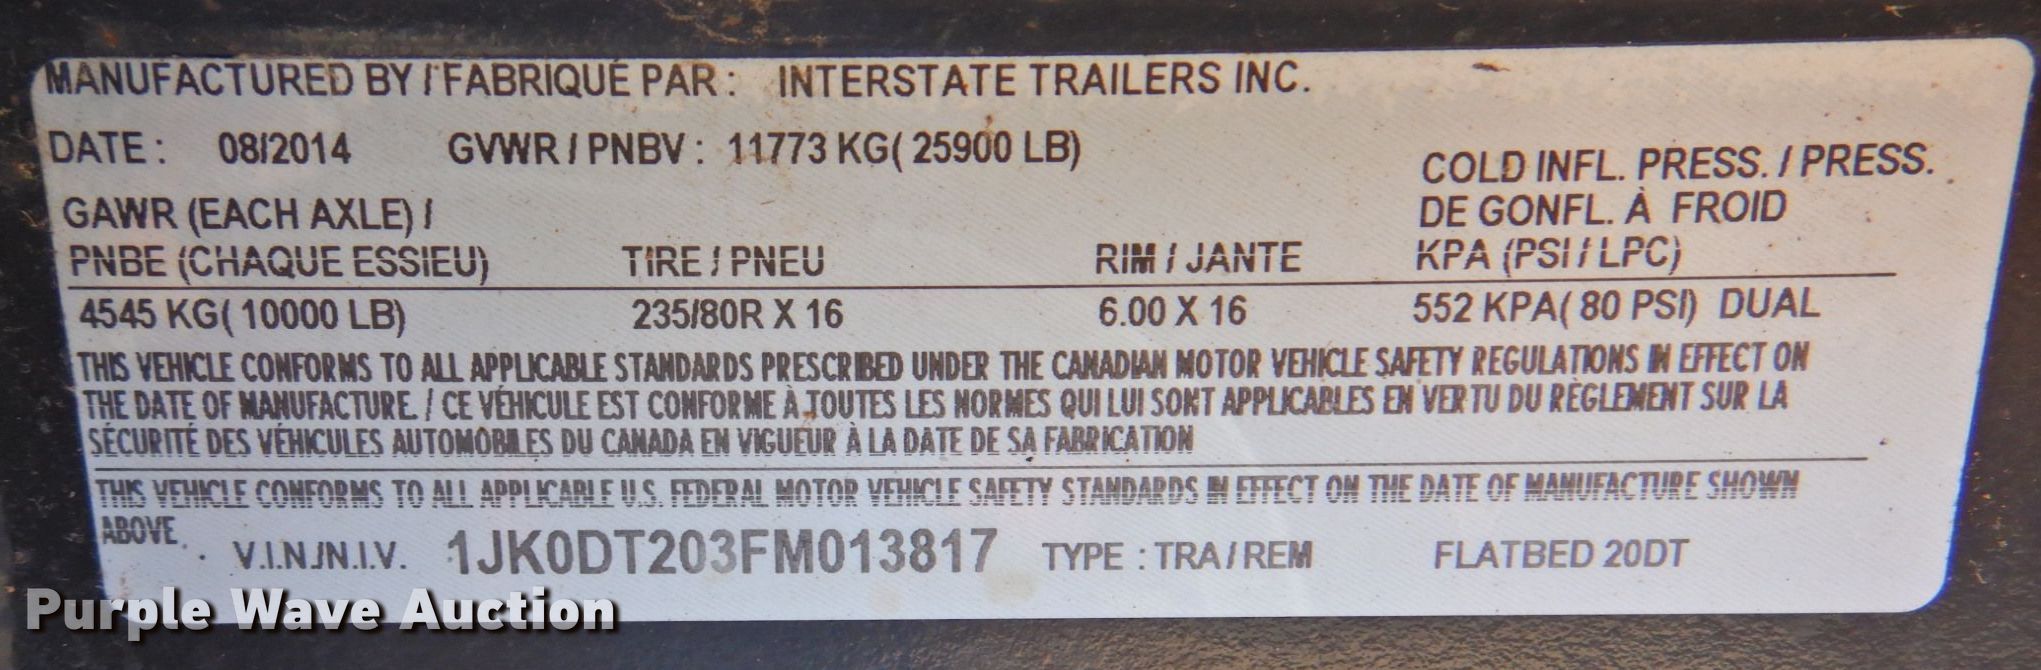 MANUFACTURED BY / FABRIQUÉ PAR : INTERSTATE TRAILERS INC.
DATE : 08/2014 GVWR / PNBV : 11773 KG( 25900 LB)
GAWR (EACH AXLE) /
PNBE (CHAQUE ESSIEU) TIRE / PNEU RIM / JANTE
COLD INFL. PRESS. / PRESS.
DE GONFL. À FROID
KPA (PSI / LPC)
4545 KG( 10000 LB) 235/80R X 16 6.00 X 16 552 KPA( 80 PSI) DUAL
THIS VEHICLE CONFORMS TO ALL APPLICABLE STANDARDS PRESCRIBED UNDER THE CANADIAN MOTOR VEHICLE SAFETY REGULATIONS IN EFFECT ON
THE DATE OF MANUFACTURE. / CE VÉHICULE EST CONFORME À TOUTES LES NORMES QUI LUI SONT APPLICABLES EN VERTU DU RÈGLEMENT SUR LA
SÉCURITÉ DES VÉHICULES AUTOMOBILES DU CANADA EN VIGUEUR À LA DATE DE SA FABRICATION
THIS VEHICLE CONFORMS TO ALL APPLICABLE U.S. FEDERAL MOTOR VEHICLE SAFETY STANDARDS IN EFFECT ON THE DATE OF MANUFACTURE SHOWN
ABOVE.
V.I.N./N.I.V. 1JK0DT203FM013817 TYPE : TRA / REM FLATBED 20DT
Purple Wave Auction